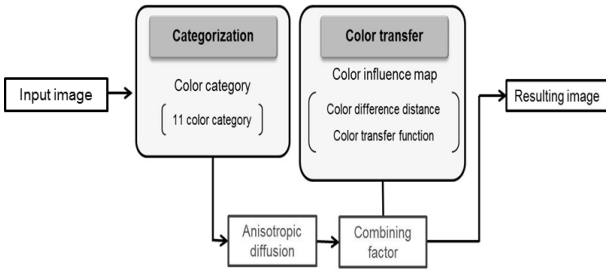 Input image
Categorization
Color category
11 color category
Color transfer
Color influence map
Color difference distance
Color transfer function
Anisotropic
diffusion
Combining
factor
Resulting image